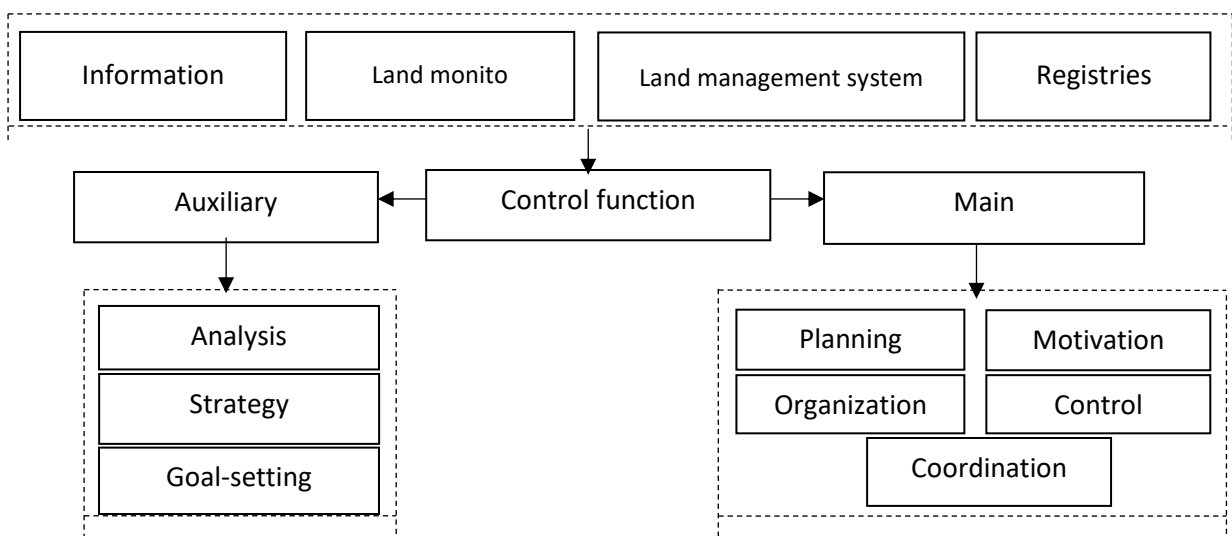 Information
Land monito
Land management system
Registries
Auxiliary
Control function
Main
Analysis
Strategy
Goal-setting
Planning
Motivation
Organization
Control
Coordination